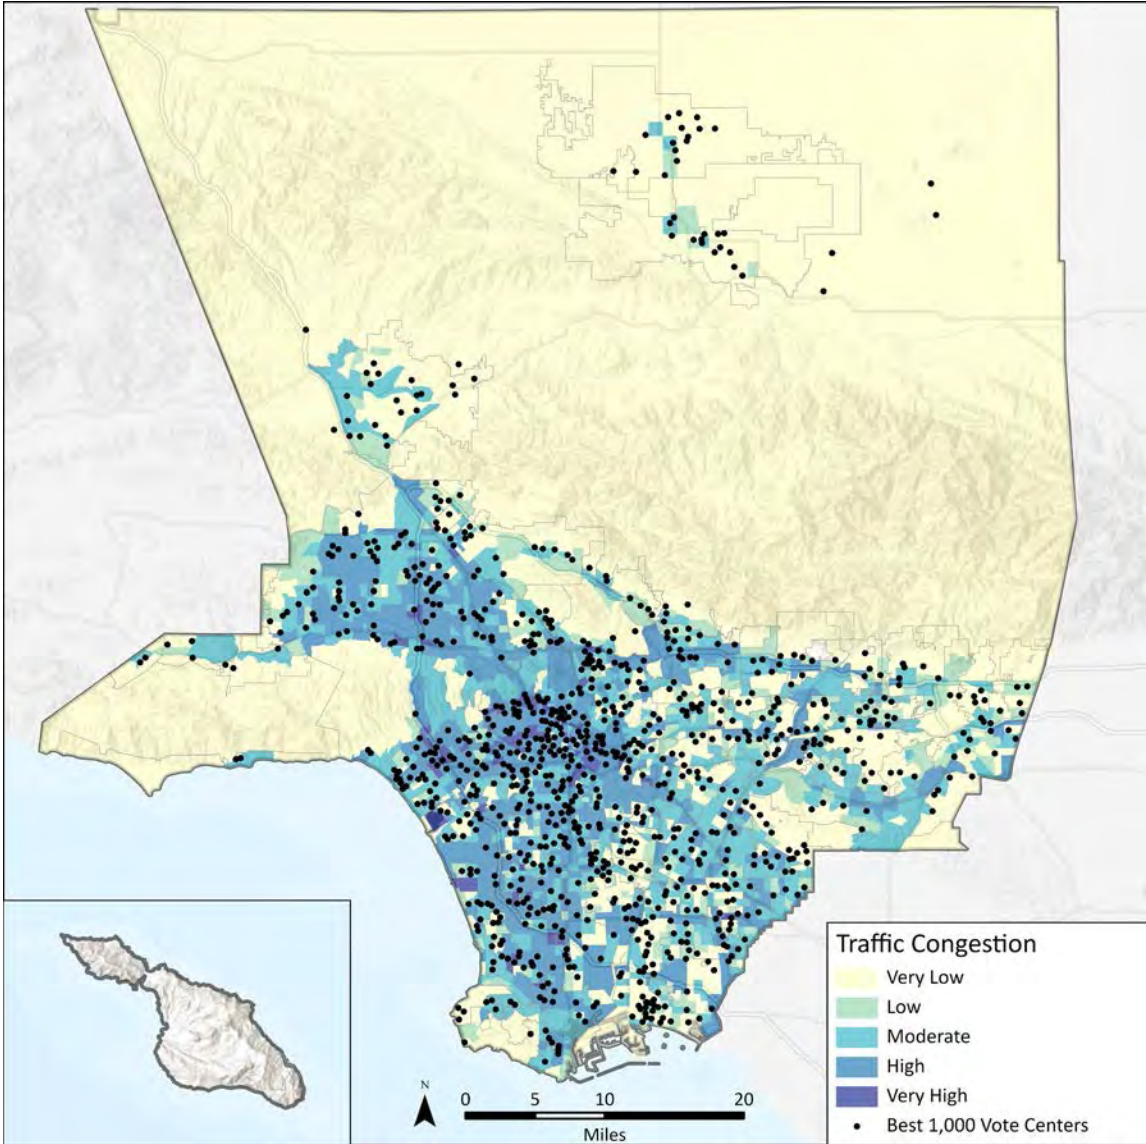 Traffic Congestion
Very Low
Low
Moderate
High
Very High
Best 1,000 Vote Centers
N
0 5 10 20
Miles